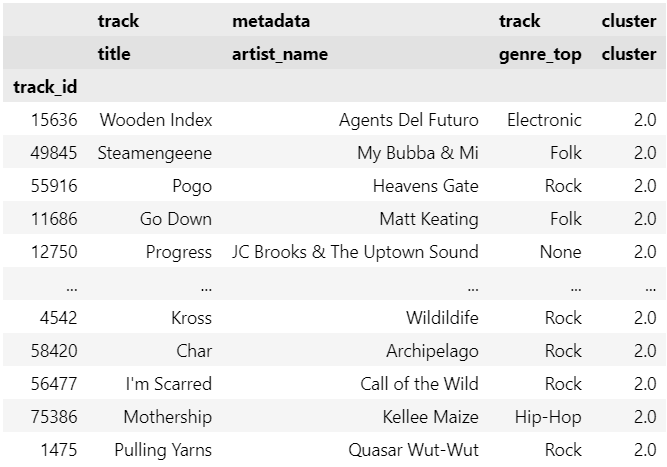 track metadata track cluster
title artist_name genre_top cluster
track_id
15636 Wooden Index Agents Del Futuro Electronic 2.0
49845 Steamengeene My Bubba & Mi Folk 2.0
55916 Pogo Heavens Gate Rock 2.0
11686 Go Down Matt Keating Folk 2.0
12750 Progress JC Brooks & The Uptown Sound None 2.0
... ... ... ... ...
4542 Kross Wildildife Rock 2.0
58420 Char Archipelago Rock 2.0
56477 I'm Scarred Call of the Wild Rock 2.0
75386 Mothership Kellee Maize Hip-Hop 2.0
1475 Pulling Yarns Quasar Wut-Wut Rock 2.0